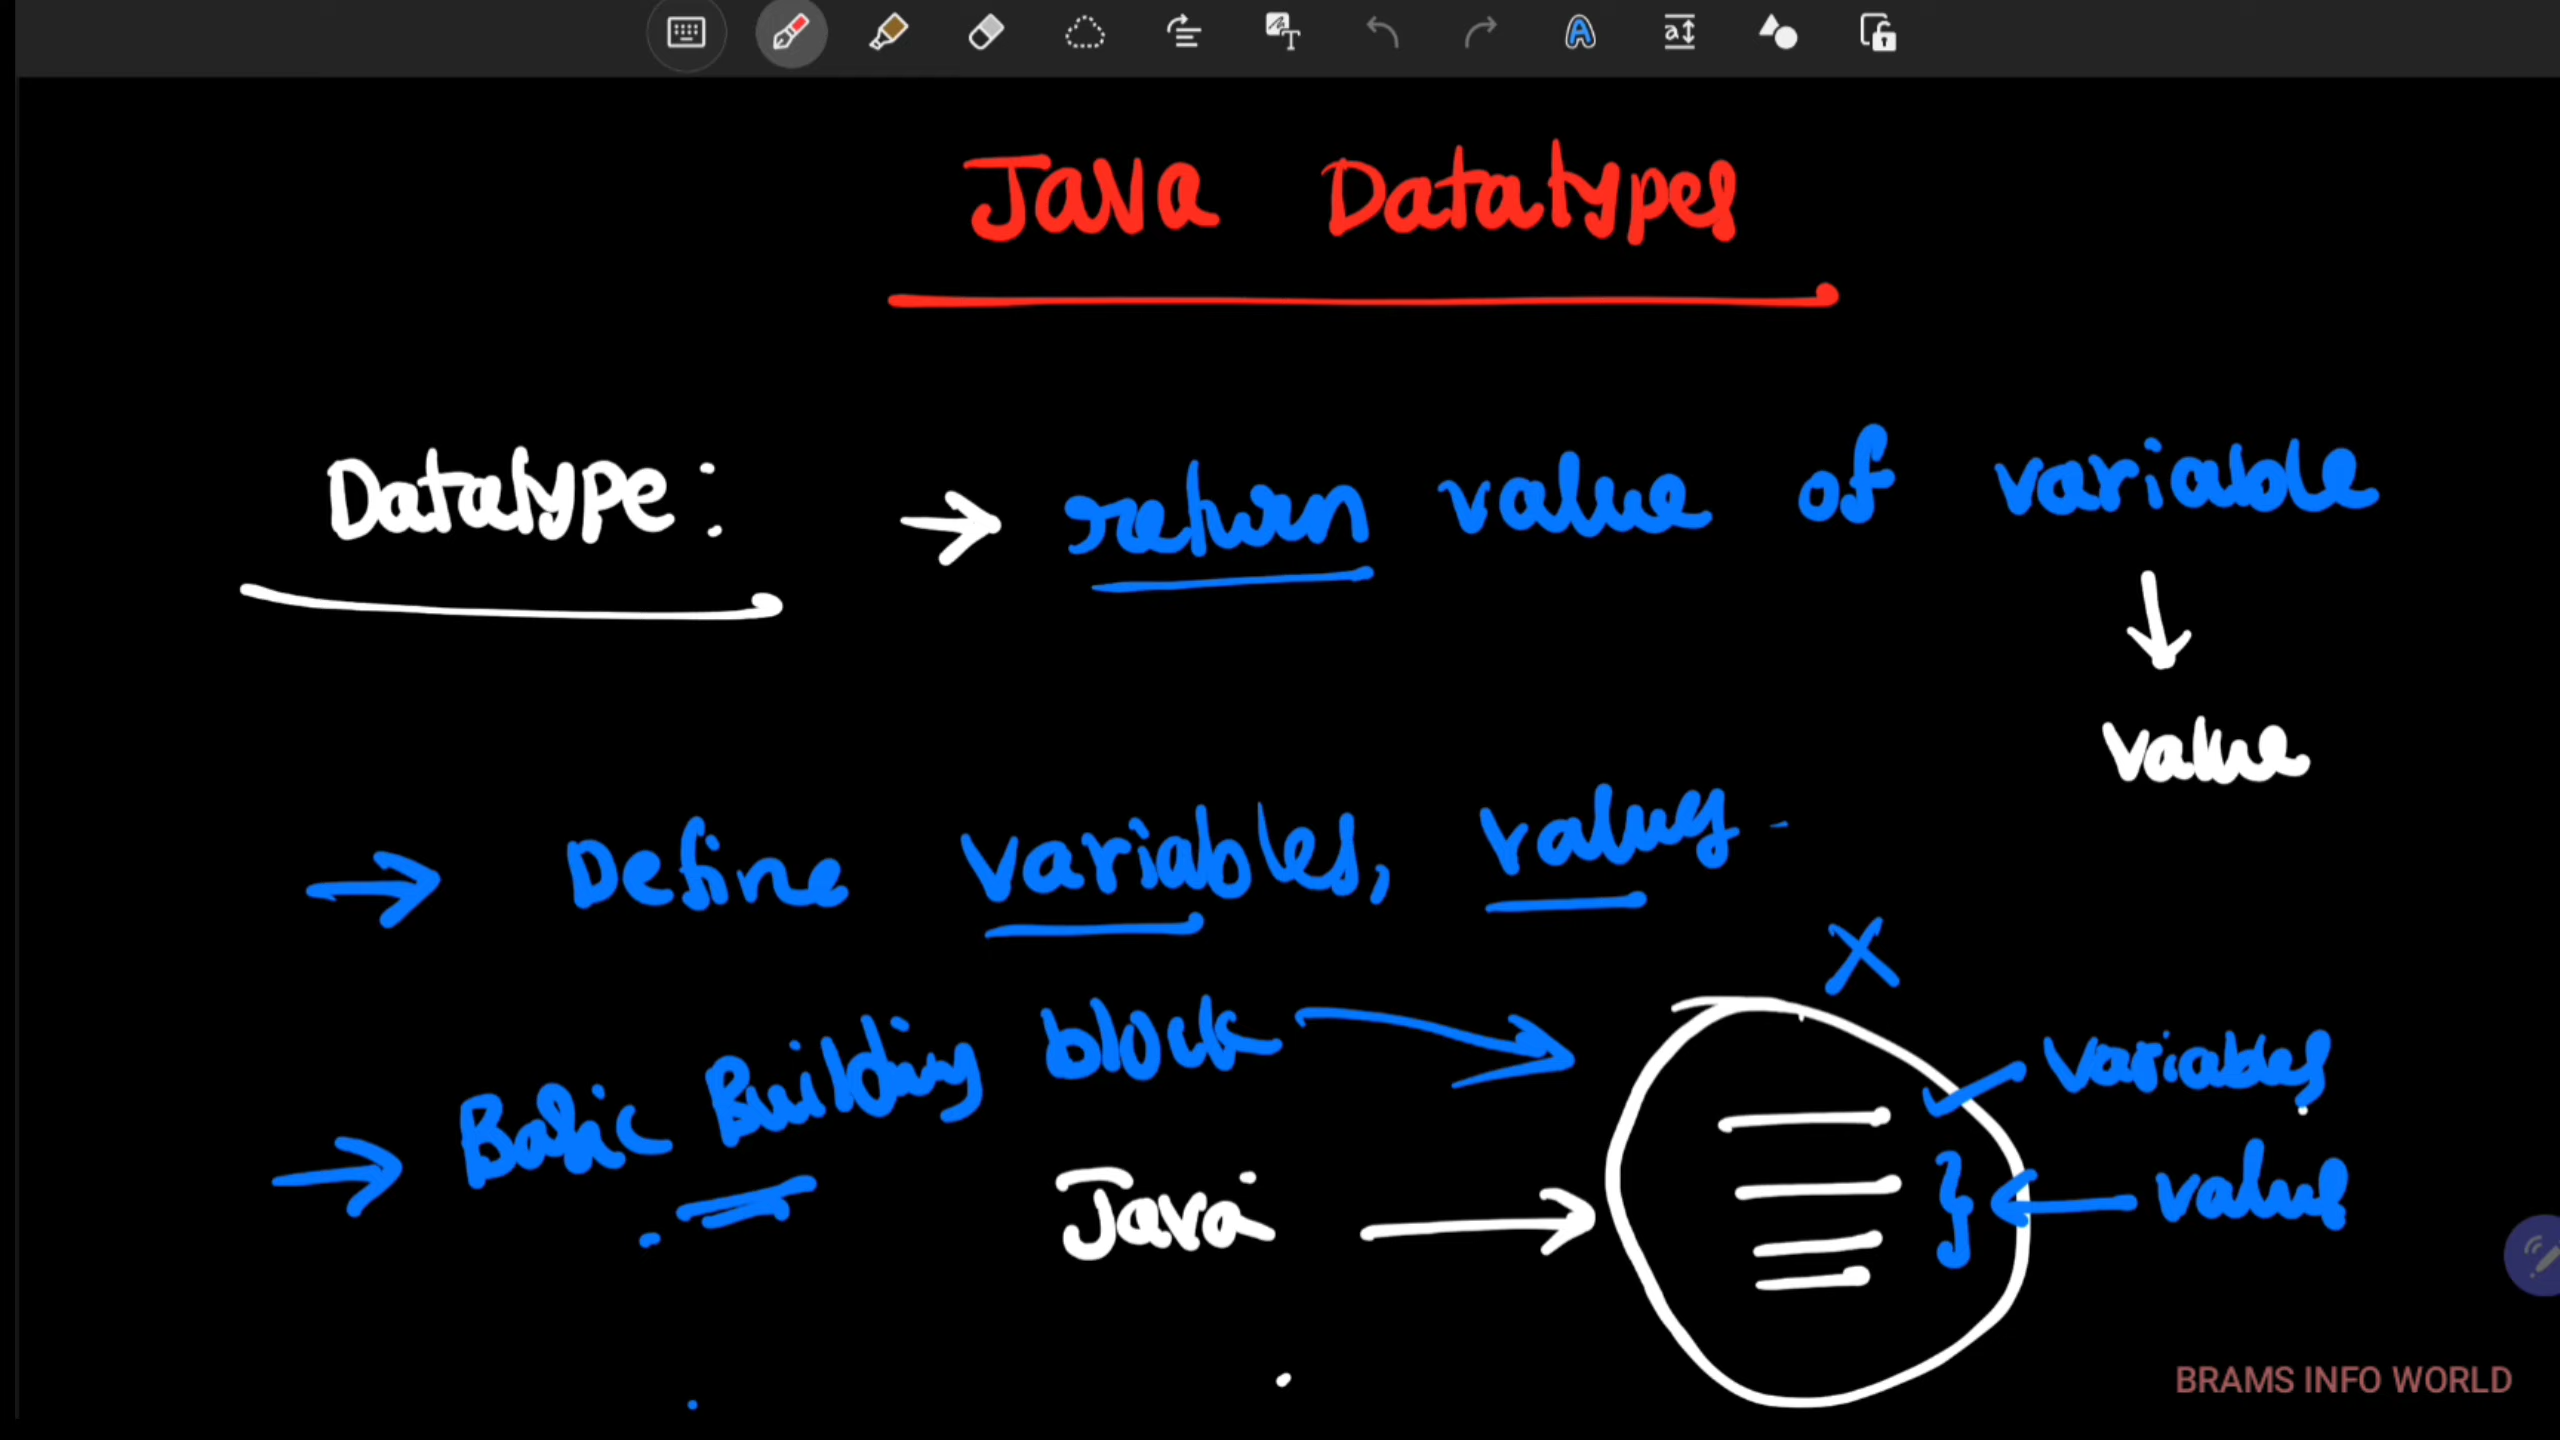 Java Datatypes
Datatype: → return value of variable
↓
value
→ Define variables, values
X
→ Basic Building block →
variables
Java → } ← value
BRAMS INFO WORLD